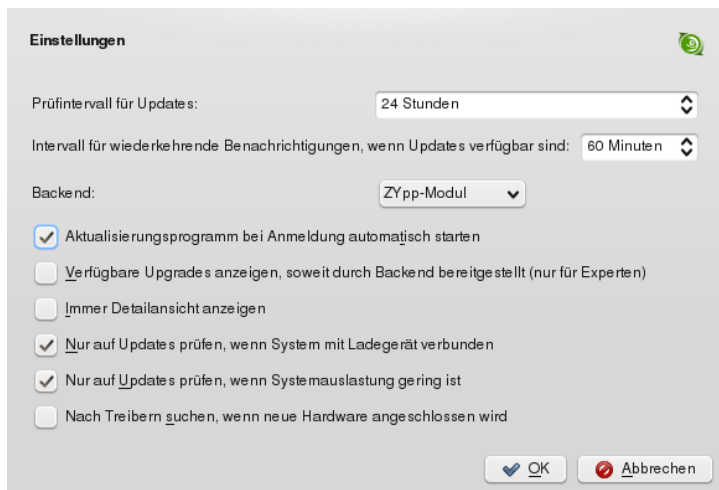 Einstellungen
Prüfintervall für Updates: 24 Stunden
Intervall für wiederkehrende Benachrichtigungen, wenn Updates verfügbar sind: 60 Minuten
Backend: ZYpp-Modul
Aktualisierungsprogramm bei Anmeldung automatisch starten
Verfügbare Upgrades anzeigen, soweit durch Backend bereitgestellt (nur für Experten)
Immer Detailansicht anzeigen
Nur auf Updates prüfen, wenn System mit Ladegerät verbunden
Nur auf Updates prüfen, wenn Systemauslastung gering ist
Nach Treibern suchen, wenn neue Hardware angeschlossen wird
OK Abbrechen